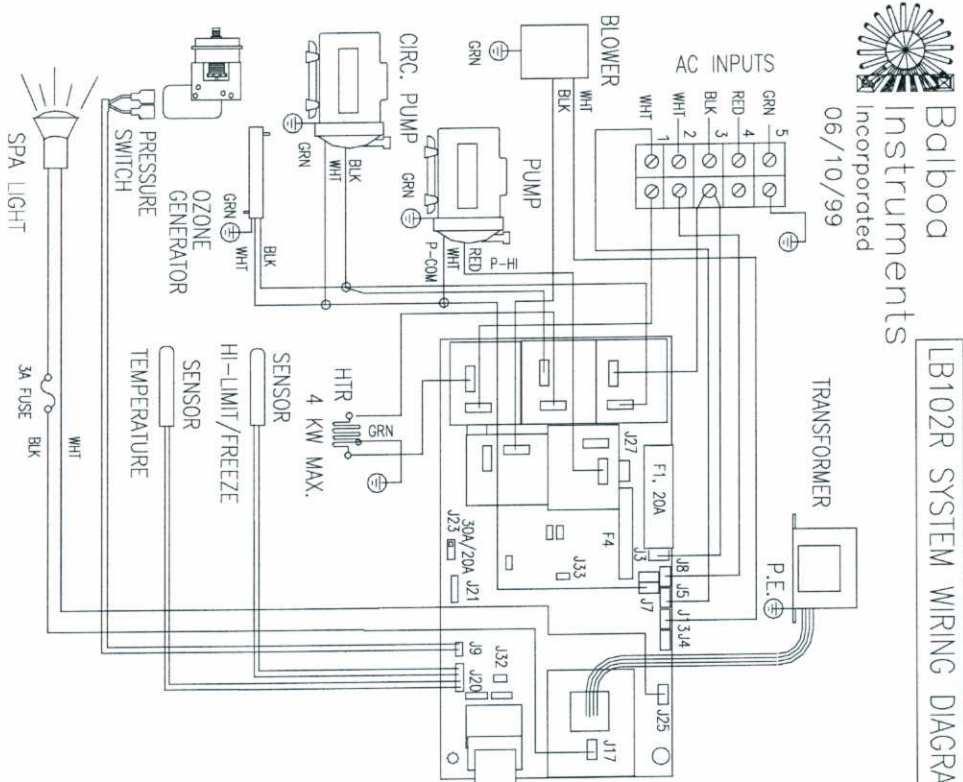 Balboa
Instruments
Incorporated
06/10/99
LB102R SYSTEM WIRING DIAGRA
AC INPUTS
WHT
WHT
BLK
RED
GRN
1
2
3
4
5
BLOWER
GRN
WHT
BLK
PUMP
GRN
RED
P-HI
WHT
P-COM
CIRC. PUMP
GRN
BLK
WHT
OZONE
GENERATOR
GRN
BLK
WHT
PRESSURE
SWITCH
SPA LIGHT
3A FUSE
WHT
BLK
SENSOR
TEMPERATURE
SENSOR
HI-LIMIT/FREEZE
HTR
4 KW MAX.
GRN
TRANSFORMER
P.E.
F1, 20A
J27
F4
J3
J8
J5
J13
J4
J7
J33
30A/20A
J23
J21
J9
J32
J20
J25
J17